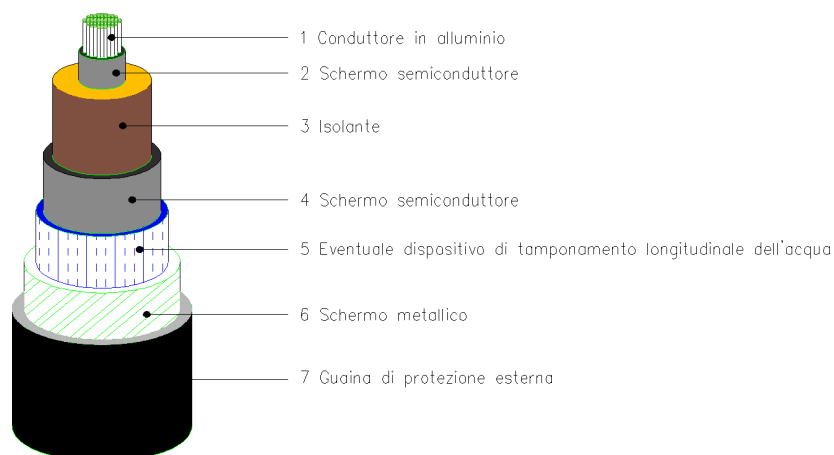 1 Conduttore in alluminio
2 Schermo semiconduttore
3 Isolante
4 Schermo semiconduttore
5 Eventuale dispositivo di tamponamento longitudinale dell'acqua
6 Schermo metallico
7 Guaina di protezione esterna